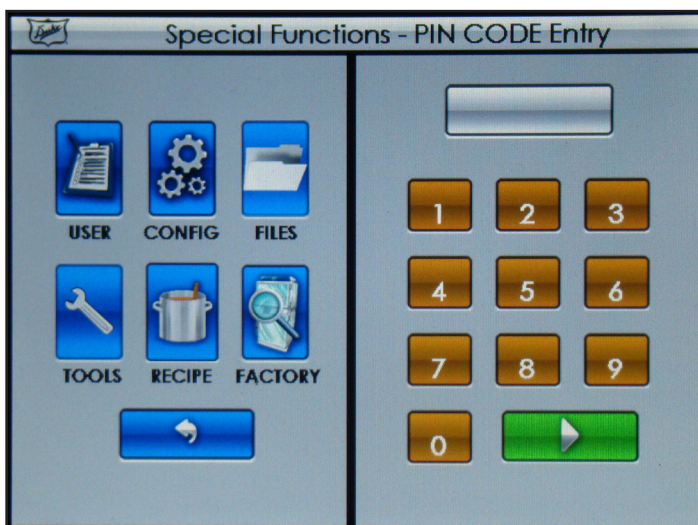 Duke
Special Functions - PIN CODE Entry
USER CONFIG FILES
TOOLS RECIPE FACTORY
1 2 3
4 5 6
7 8 9
0